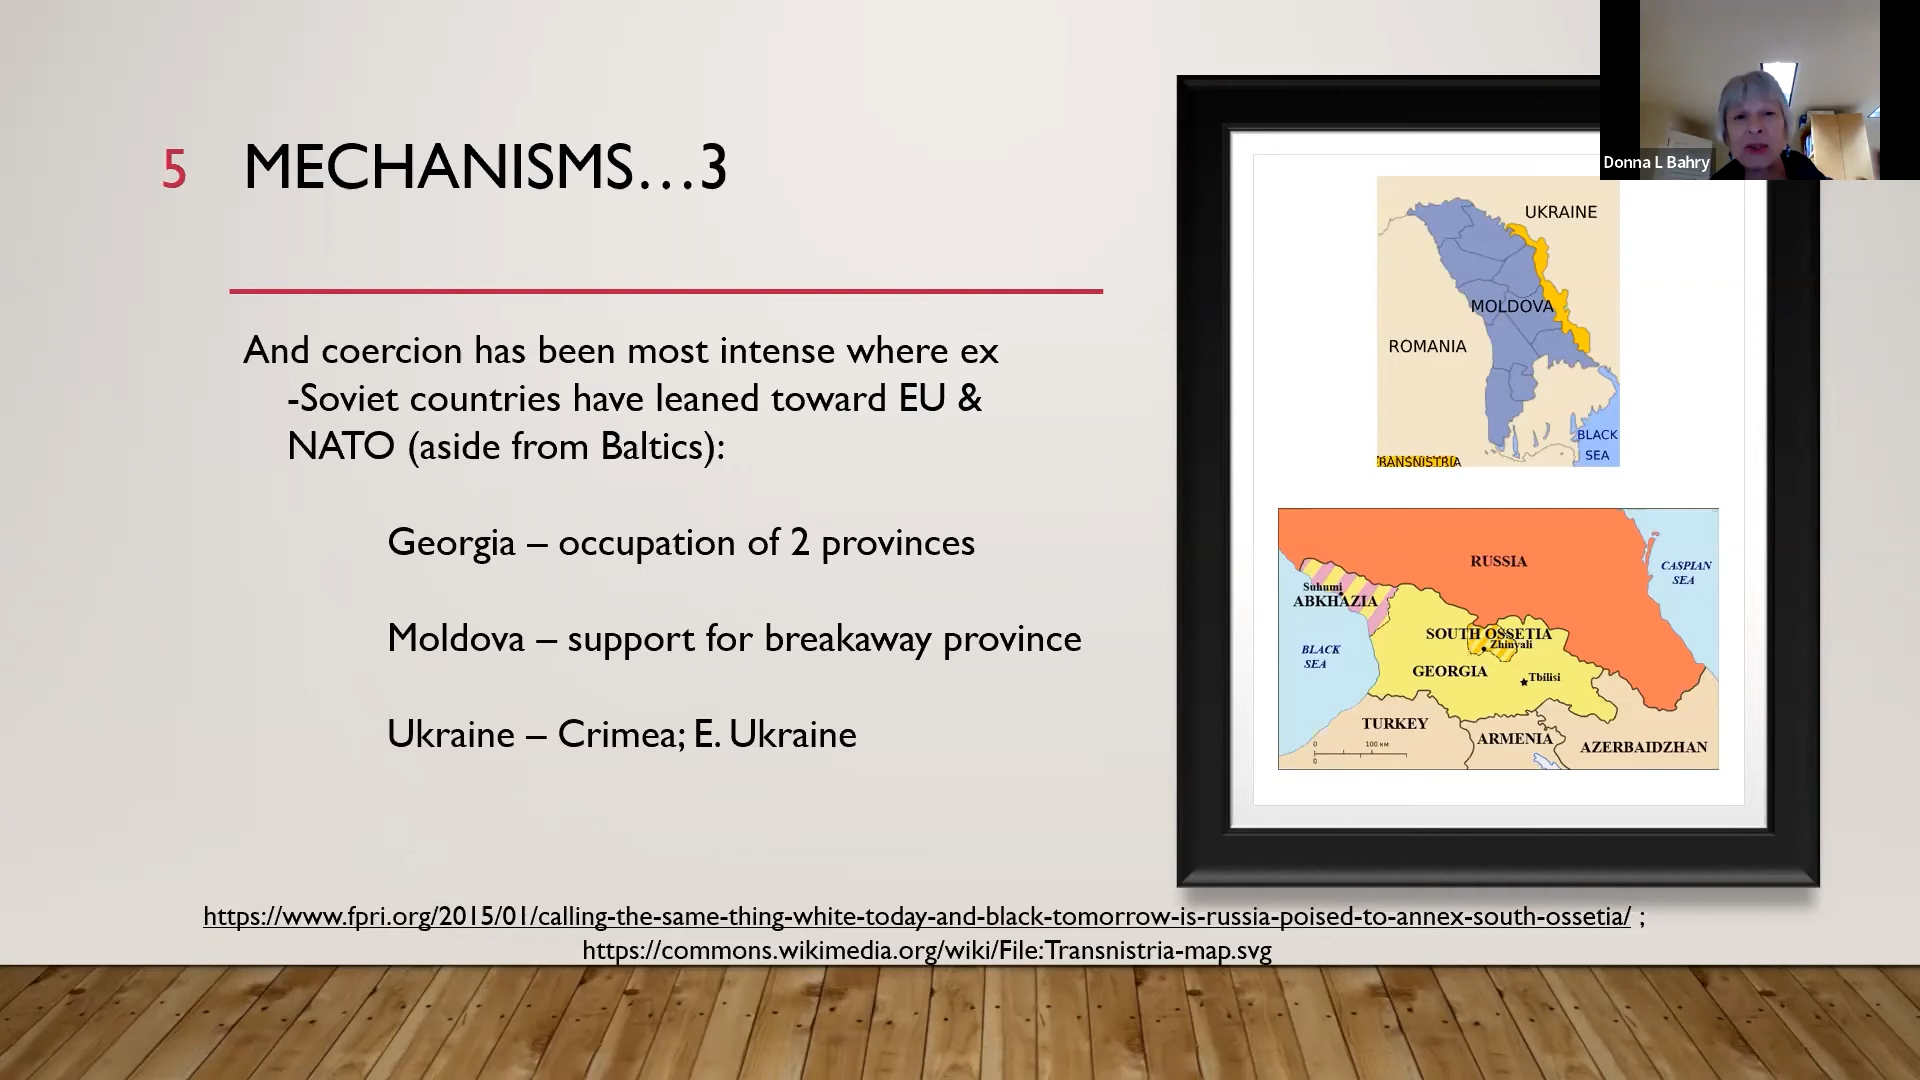 5 MECHANISMS…3
And coercion has been most intense where ex
-Soviet countries have leaned toward EU &
NATO (aside from Baltics):
Georgia – occupation of 2 provinces
Moldova – support for breakaway province
Ukraine – Crimea; E. Ukraine
Donna L Bahry
UKRAINE
MOLDOVA
ROMANIA
BLACK
SEA
TRANSNISTRIA
RUSSIA
CASPIAN
SEA
Suhumi
ABKHAZIA
SOUTH OSSETIA
Zhinvali
BLACK
SEA
GEORGIA
Tbilisi
TURKEY
0 100 км
0
ARMENIA
AZERBAIDZHAN
https://www.fpri.org/2015/01/calling-the-same-thing-white-today-and-black-tomorrow-is-russia-poised-to-annex-south-ossetia/ ;
https://commons.wikimedia.org/wiki/File:Transnistria-map.svg